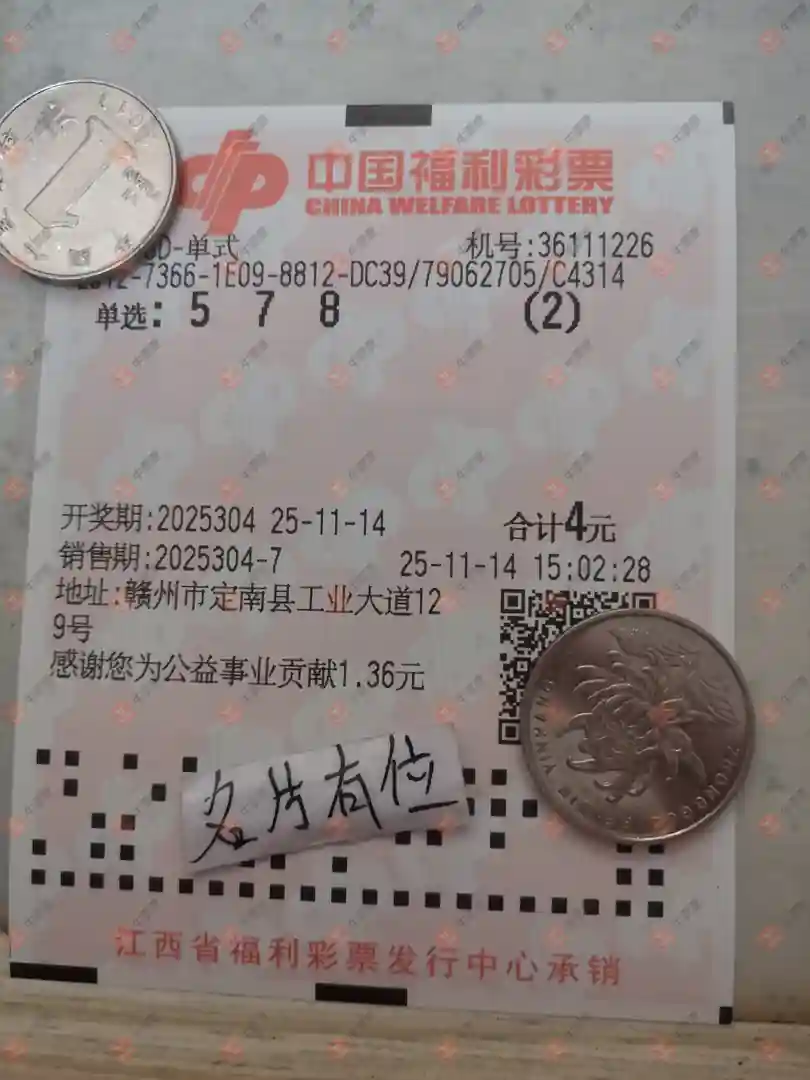 中国福利彩票
CHINA WELFARE LOTTERY
D-单式 机号:36111226
-7366-1E09-8812-DC39/79062705/C4314
单选: 5 7 8 (2)
开奖期:2025304 25-11-14 合计4元
销售期:2025304-7 25-11-14 15:02:28
地址:赣州市定南县工业大道12
9号
感谢您为公益事业贡献1.36元
名片有位
江西省福利彩票发行中心承销